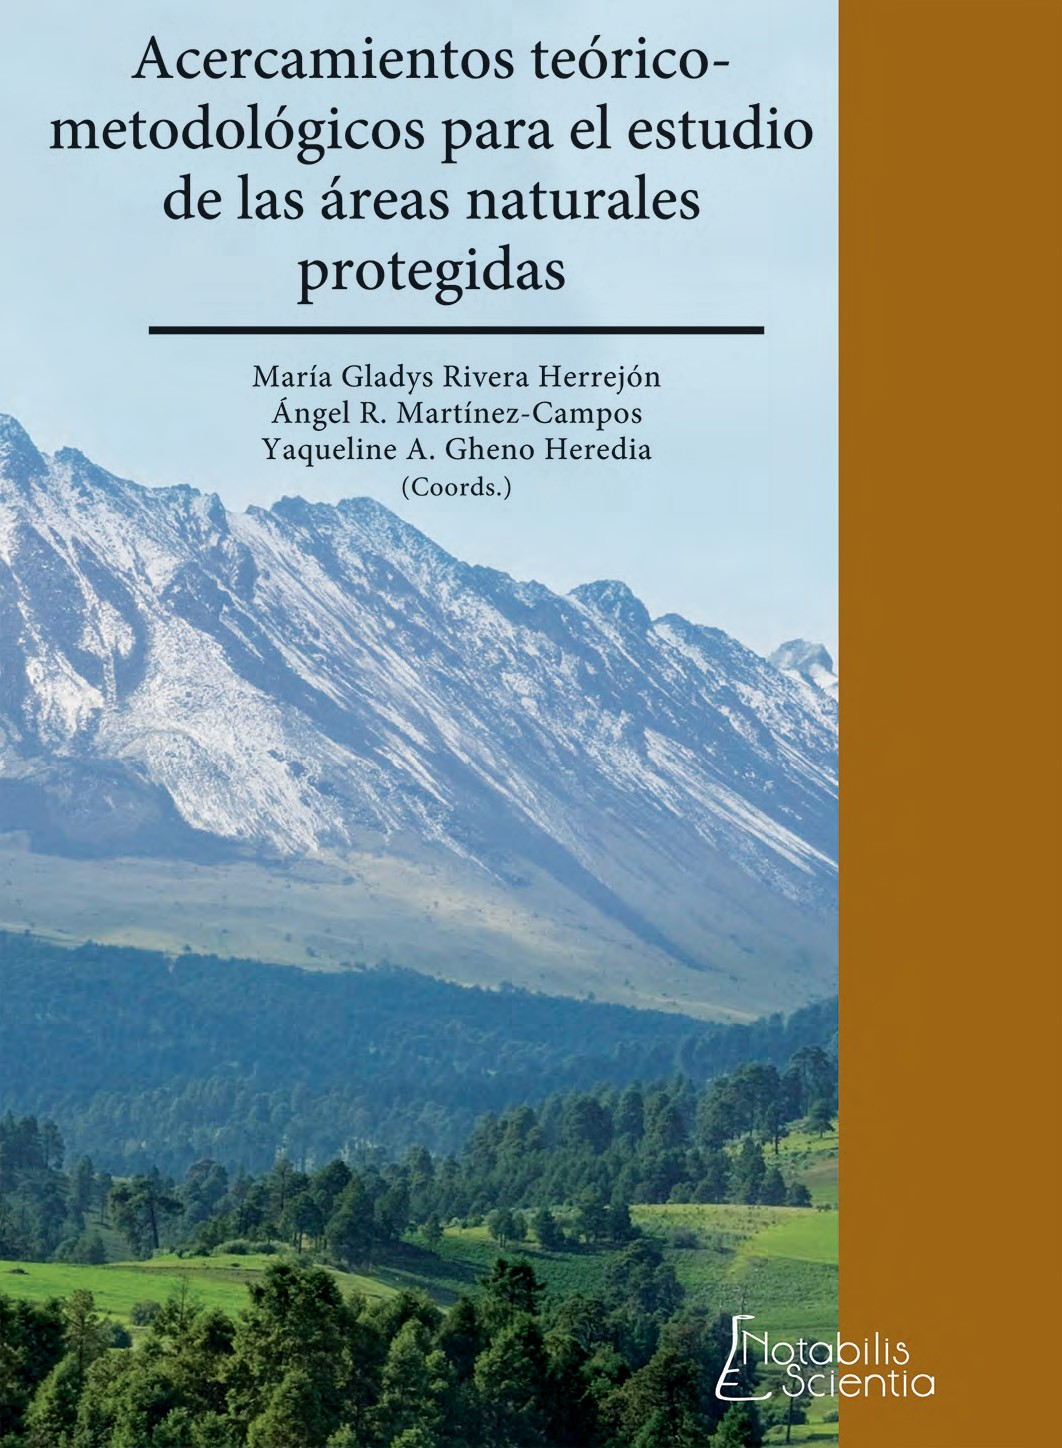 Acercamientos teórico-
metodológicos para el estudio
de las áreas naturales
protegidas
María Gladys Rivera Herrejón
Ángel R. Martínez-Campos
Yaqueline A. Gheno Heredia
(Coords.)
Notabilis
Scientia